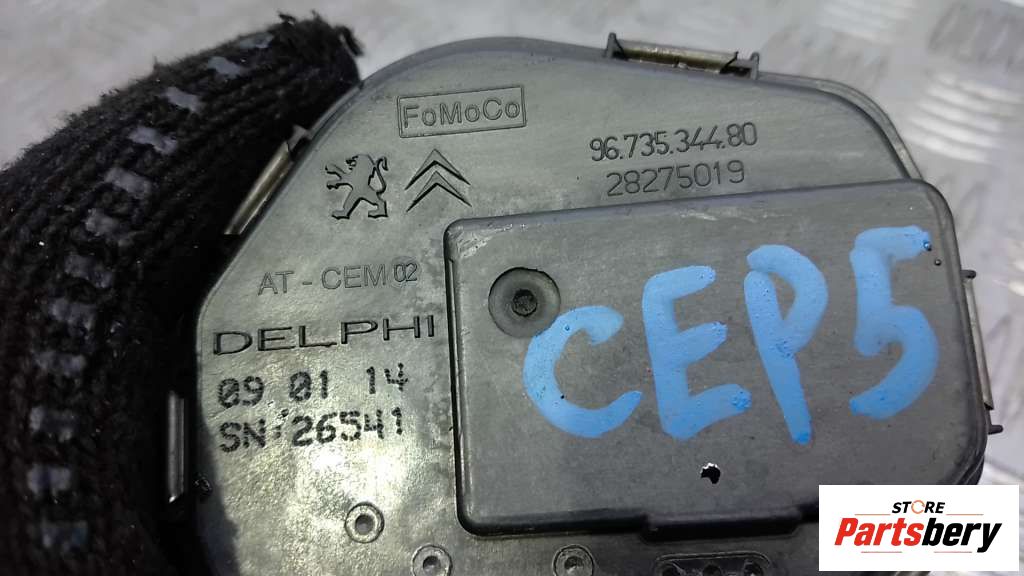 FoMoCo
96.735.344.80
28275019
AT - CEM 02
DELPHI
09 01 14
SN: 26541
CEP5
STORE
Partsbery